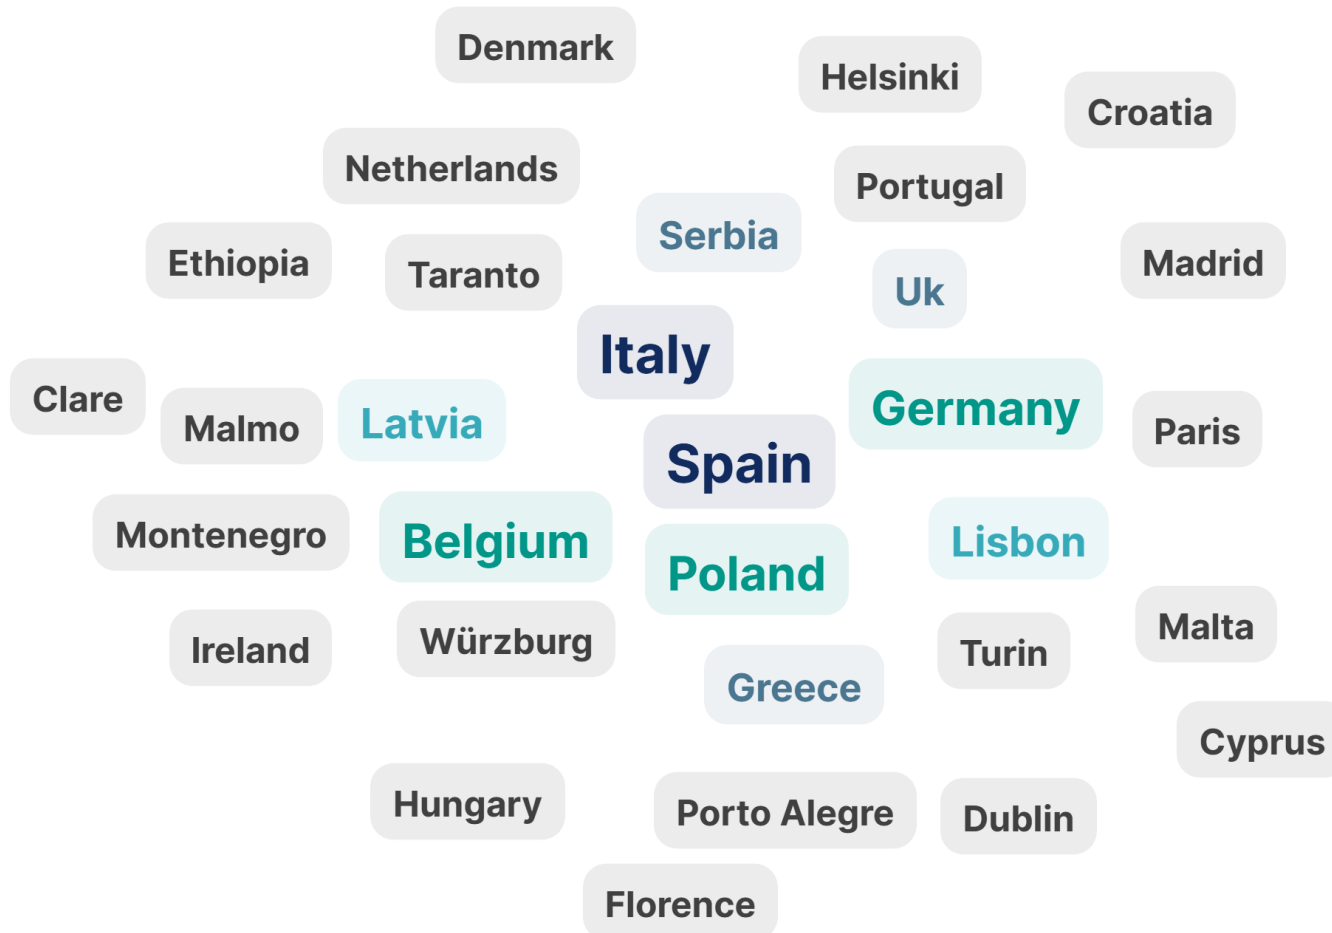 Denmark
Helsinki
Croatia
Netherlands
Portugal
Serbia
Ethiopia
Taranto
Uk
Madrid
Italy
Clare
Malmo
Latvia
Germany
Paris
Spain
Montenegro
Belgium
Poland
Lisbon
Ireland
Würzburg
Turin
Malta
Greece
Cyprus
Hungary
Porto Alegre
Dublin
Florence